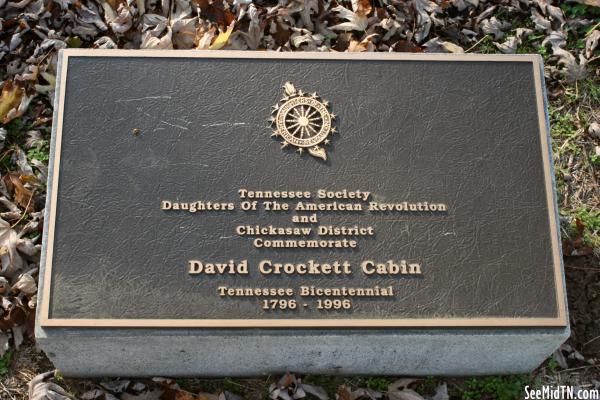 Tennessee Society
Daughters Of The American Revolution
and
Chickasaw District
Commemorate
David Crockett Cabin
Tennessee Bicentennial
1796 - 1996
SeeMidTN.com